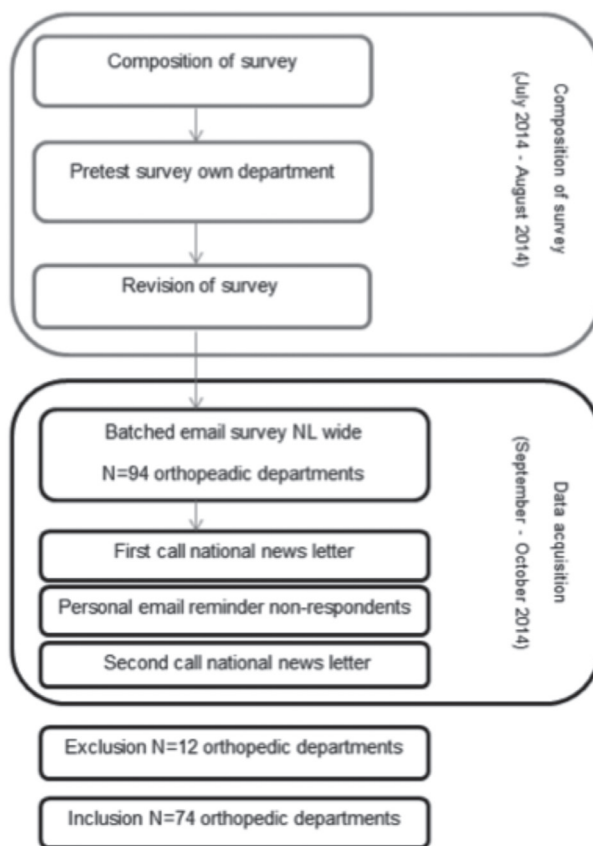 Composition of survey
Pretest survey own department
Revision of survey
Composition of survey
(July 2014 - August 2014)
Batched email survey NL wide
N=94 orthopeadic departments
First call national news letter
Personal email reminder non-respondents
Second call national news letter
Data acquisition
(September - October 2014)
Exclusion N=12 orthopedic departments
Inclusion N=74 orthopedic departments